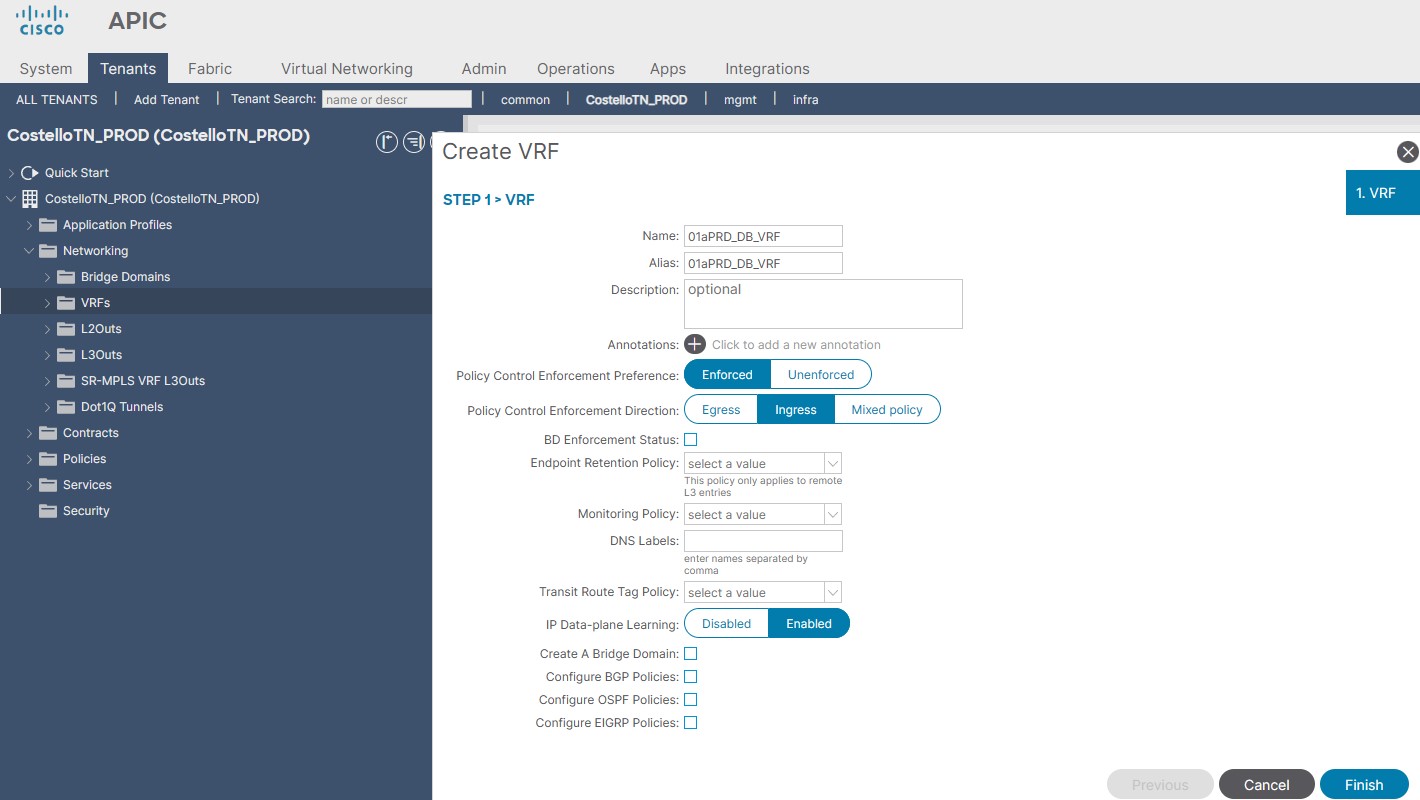 CISCO
APIC
System Tenants Fabric Virtual Networking Admin Operations Apps Integrations
ALL TENANTS | Add Tenant | Tenant Search: name or descr | common | CostelloTN_PROD | mgmt | infra
CostelloTN_PROD (CostelloTN_PROD)
Quick Start
CostelloTN_PROD (CostelloTN_PROD)
Application Profiles
Networking
Bridge Domains
VRFs
L2Outs
L3Outs
SR-MPLS VRF L3Outs
Dot1Q Tunnels
Contracts
Policies
Services
Security
Create VRF
STEP 1 > VRF
1. VRF
Name: 01aPRD_DB_VRF
Alias: 01aPRD_DB_VRF
Description: optional
Annotations: Click to add a new annotation
Policy Control Enforcement Preference: Enforced Unenforced
Policy Control Enforcement Direction: Egress Ingress Mixed policy
BD Enforcement Status:
Endpoint Retention Policy: select a value
This policy only applies to remote
L3 entries
Monitoring Policy: select a value
DNS Labels:
enter names separated by
comma
Transit Route Tag Policy: select a value
IP Data-plane Learning: Disabled Enabled
Create A Bridge Domain:
Configure BGP Policies:
Configure OSPF Policies:
Configure EIGRP Policies:
Previous Cancel Finish